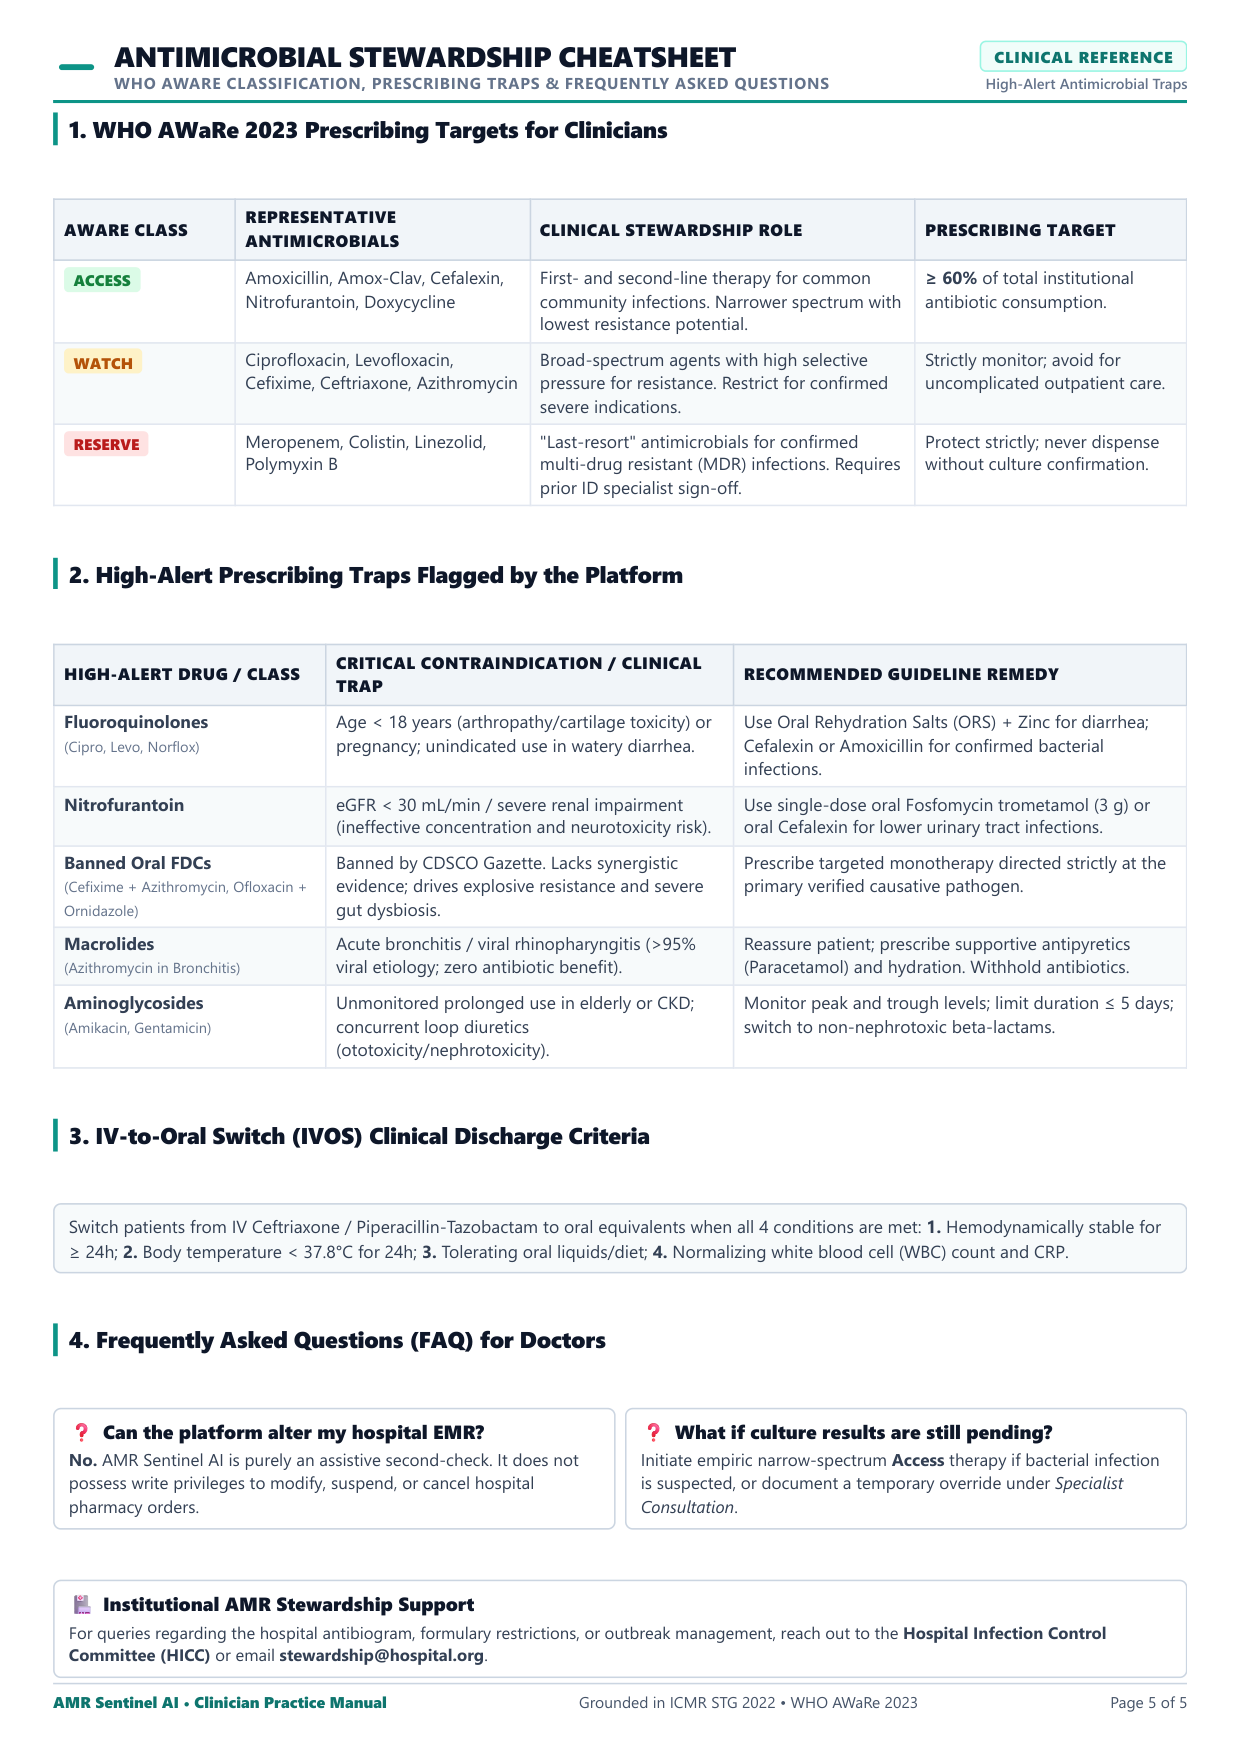 ANTIMICROBIAL STEWARDSHIP CHEATSHEET
WHO AWARE CLASSIFICATION, PRESCRIBING TRAPS & FREQUENTLY ASKED QUESTIONS
CLINICAL REFERENCE
High-Alert Antimicrobial Traps
1. WHO AWaRe 2023 Prescribing Targets for Clinicians
AWARE CLASS
REPRESENTATIVE
ANTIMICROBIALS
CLINICAL STEWARDSHIP ROLE
PRESCRIBING TARGET
ACCESS
Amoxicillin, Amox-Clav, Cefalexin,
Nitrofurantoin, Doxycycline
First- and second-line therapy for common
community infections. Narrower spectrum with
lowest resistance potential.
≥ 60% of total institutional
antibiotic consumption.
WATCH
Ciprofloxacin, Levofloxacin,
Cefixime, Ceftriaxone, Azithromycin
Broad-spectrum agents with high selective
pressure for resistance. Restrict for confirmed
severe indications.
Strictly monitor; avoid for
uncomplicated outpatient care.
RESERVE
Meropenem, Colistin, Linezolid,
Polymyxin B
"Last-resort" antimicrobials for confirmed
multi-drug resistant (MDR) infections. Requires
prior ID specialist sign-off.
Protect strictly; never dispense
without culture confirmation.
2. High-Alert Prescribing Traps Flagged by the Platform
HIGH-ALERT DRUG / CLASS
CRITICAL CONTRAINDICATION / CLINICAL
TRAP
RECOMMENDED GUIDELINE REMEDY
Fluoroquinolones
(Cipro, Levo, Norflox)
Age < 18 years (arthropathy/cartilage toxicity) or
pregnancy; unindicated use in watery diarrhea.
Use Oral Rehydration Salts (ORS) + Zinc for diarrhea;
Cefalexin or Amoxicillin for confirmed bacterial
infections.
Nitrofurantoin
eGFR < 30 mL/min / severe renal impairment
(ineffective concentration and neurotoxicity risk).
Use single-dose oral Fosfomycin trometamol (3 g) or
oral Cefalexin for lower urinary tract infections.
Banned Oral FDCs
(Cefixime + Azithromycin, Ofloxacin +
Ornidazole)
Banned by CDSCO Gazette. Lacks synergistic
evidence; drives explosive resistance and severe
gut dysbiosis.
Prescribe targeted monotherapy directed strictly at the
primary verified causative pathogen.
Macrolides
(Azithromycin in Bronchitis)
Acute bronchitis / viral rhinopharyngitis (>95%
viral etiology; zero antibiotic benefit).
Reassure patient; prescribe supportive antipyretics
(Paracetamol) and hydration. Withhold antibiotics.
Aminoglycosides
(Amikacin, Gentamicin)
Unmonitored prolonged use in elderly or CKD;
concurrent loop diuretics
(ototoxicity/nephrotoxicity).
Monitor peak and trough levels; limit duration ≤ 5 days;
switch to non-nephrotoxic beta-lactams.
3. IV-to-Oral Switch (IVOS) Clinical Discharge Criteria
Switch patients from IV Ceftriaxone / Piperacillin-Tazobactam to oral equivalents when all 4 conditions are met: 1. Hemodynamically stable for
≥ 24h; 2. Body temperature < 37.8°C for 24h; 3. Tolerating oral liquids/diet; 4. Normalizing white blood cell (WBC) count and CRP.
4. Frequently Asked Questions (FAQ) for Doctors
❓ Can the platform alter my hospital EMR?
No. AMR Sentinel AI is purely an assistive second-check. It does not
possess write privileges to modify, suspend, or cancel hospital
pharmacy orders.
❓ What if culture results are still pending?
Initiate empiric narrow-spectrum Access therapy if bacterial infection
is suspected, or document a temporary override under Specialist
Consultation.
Institutional AMR Stewardship Support
For queries regarding the hospital antibiogram, formulary restrictions, or outbreak management, reach out to the Hospital Infection Control
Committee (HICC) or email stewardship@hospital.org.
AMR Sentinel AI • Clinician Practice Manual
Grounded in ICMR STG 2022 • WHO AWaRe 2023
Page 5 of 5